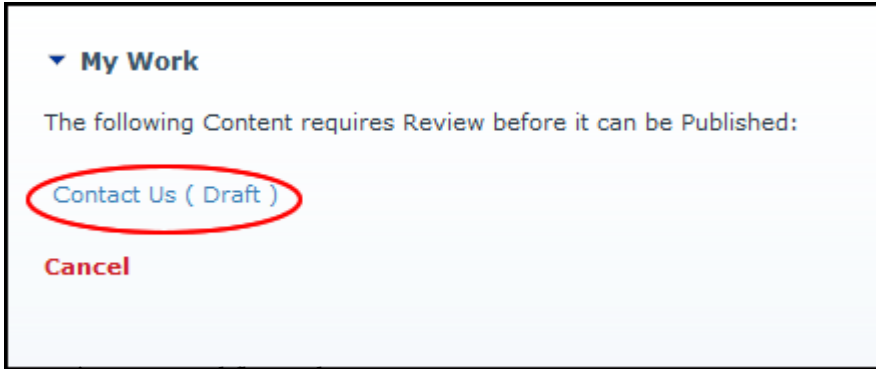 My Work
The following Content requires Review before it can be Published:
Contact Us ( Draft )
Cancel